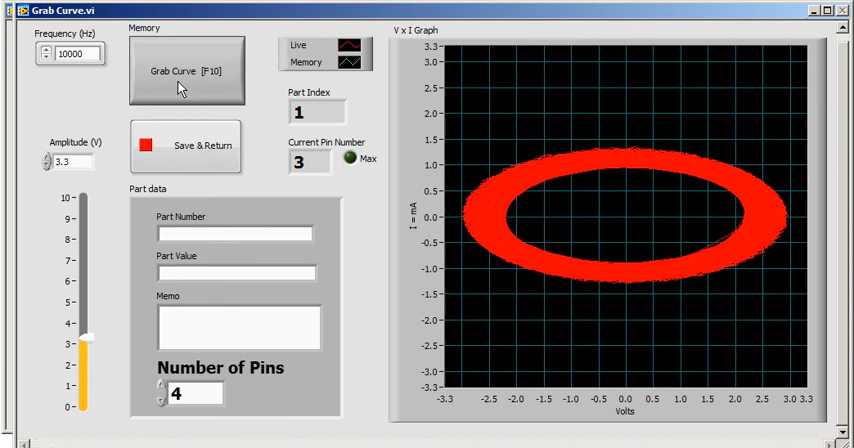 Grab Curve.vi
Frequency (Hz)
10000
Memory
Grab Curve [F10]
Save & Return
Live
Memory
Part Index
1
Current Pin Number
3
Max
Amplitude (V)
3.3
10
9
8
7
6
5
4
3
2
1
0
Part data
Part Number
Part Value
Memo
Number of Pins
4
V x I Graph
3.3
3.0
2.5
2.0
1.5
1.0
0.5
0.0
-0.5
-1.0
-1.5
-2.0
-2.5
-3.0
-3.3
I = mA
-3.3 -2.5 -2.0 -1.5 -1.0 -0.5 0.0 0.5 1.0 1.5 2.0 2.5 3.0 3.3
Volts